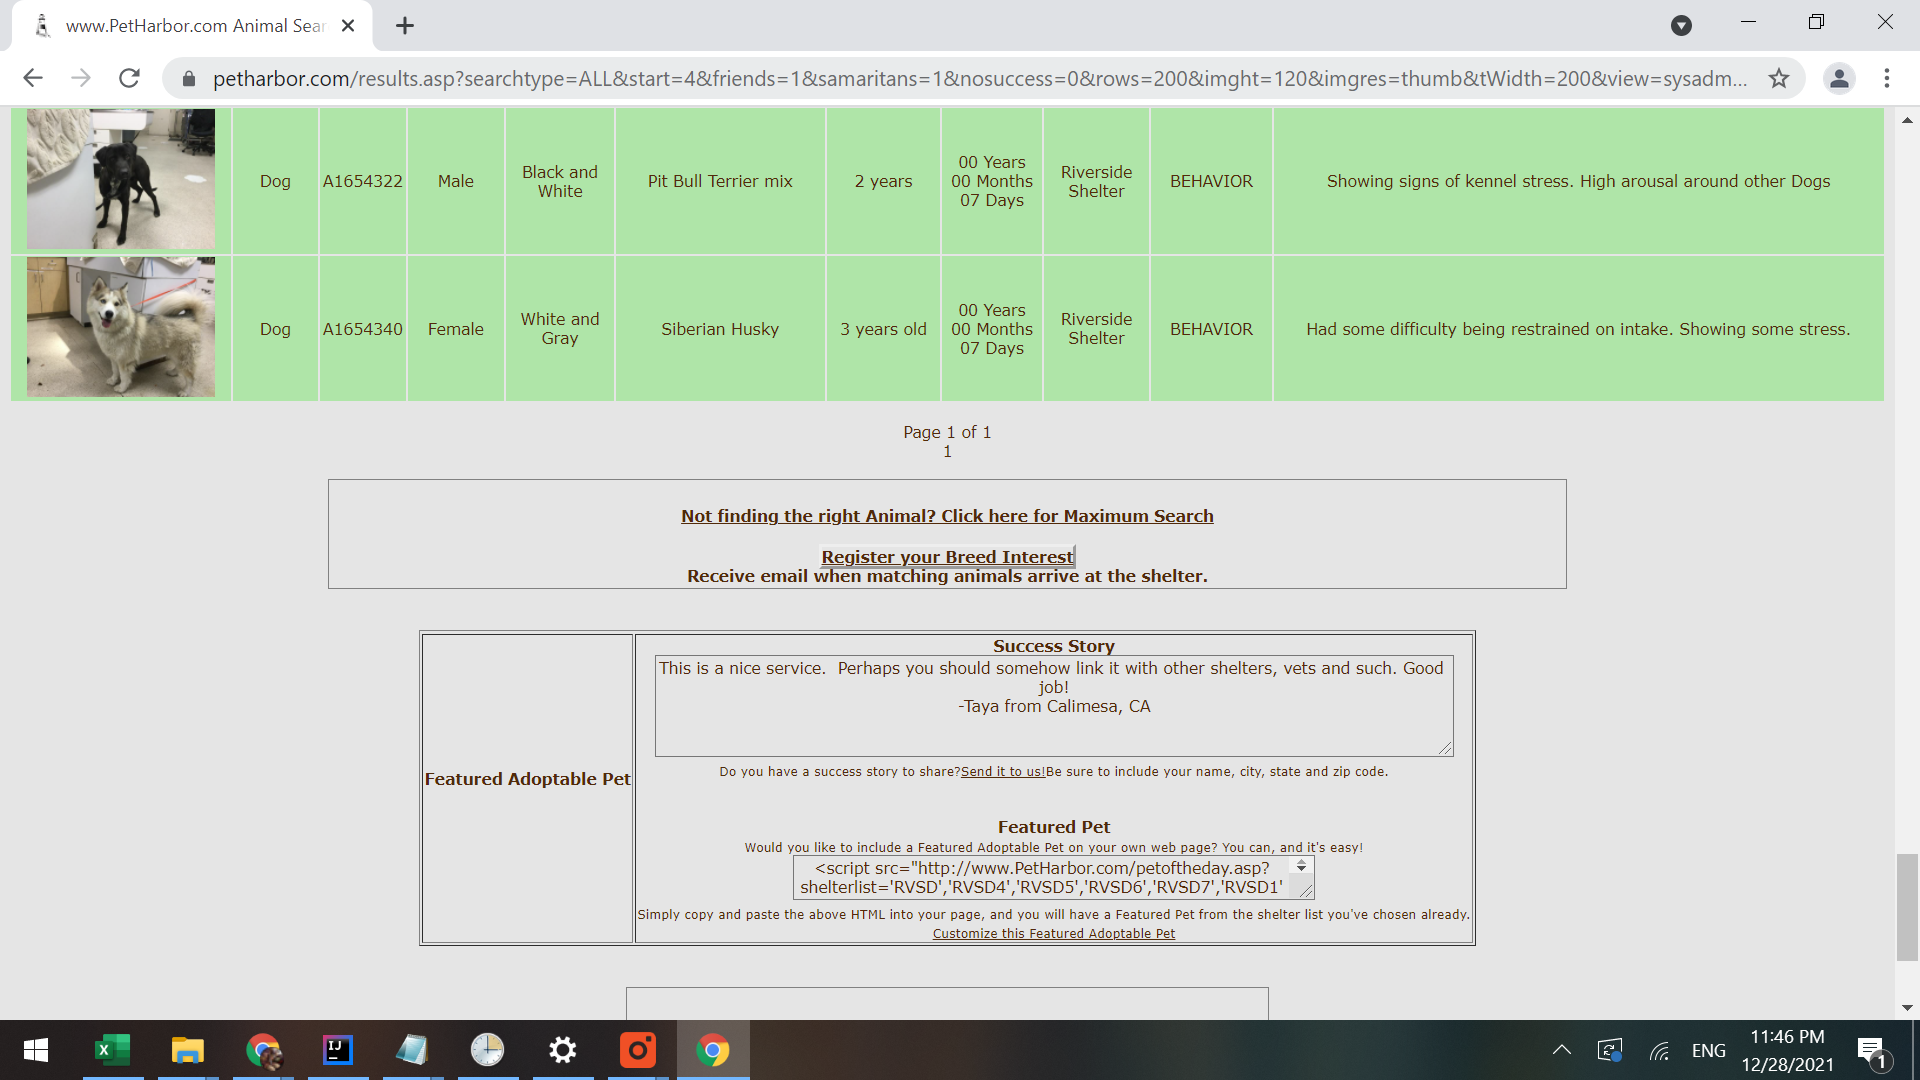 www.PetHarbor.com Animal Sear
petharbor.com/results.asp?searchtype=ALL&start=4&friends=1&samaritans=1&nosuccess=0&rows=200&imght=120&imgres=thumb&tWidth=200&view=sysadm...
Dog
A1654322
Male
Black and
White
Pit Bull Terrier mix
2 years
00 Years
00 Months
07 Days
Riverside
Shelter
BEHAVIOR
Showing signs of kennel stress. High arousal around other Dogs
Dog
A1654340
Female
White and
Gray
Siberian Husky
3 years old
00 Years
00 Months
07 Days
Riverside
Shelter
BEHAVIOR
Had some difficulty being restrained on intake. Showing some stress.
Page 1 of 1
1
Not finding the right Animal? Click here for Maximum Search
Register your Breed Interest
Receive email when matching animals arrive at the shelter.
Featured Adoptable Pet
Success Story
This is a nice service.  Perhaps you should somehow link it with other shelters, vets and such. Good
job!
-Taya from Calimesa, CA
Do you have a success story to share?Send it to us!Be sure to include your name, city, state and zip code.
Featured Pet
Would you like to include a Featured Adoptable Pet on your own web page? You can, and it's easy!
<script src="http://www.PetHarbor.com/petoftheday.asp?
shelterlist='RVSD','RVSD4','RVSD5','RVSD6','RVSD7','RVSD1'
Simply copy and paste the above HTML into your page, and you will have a Featured Pet from the shelter list you've chosen already.
Customize this Featured Adoptable Pet
X
IJ
ENG
11:46 PM
12/28/2021
1